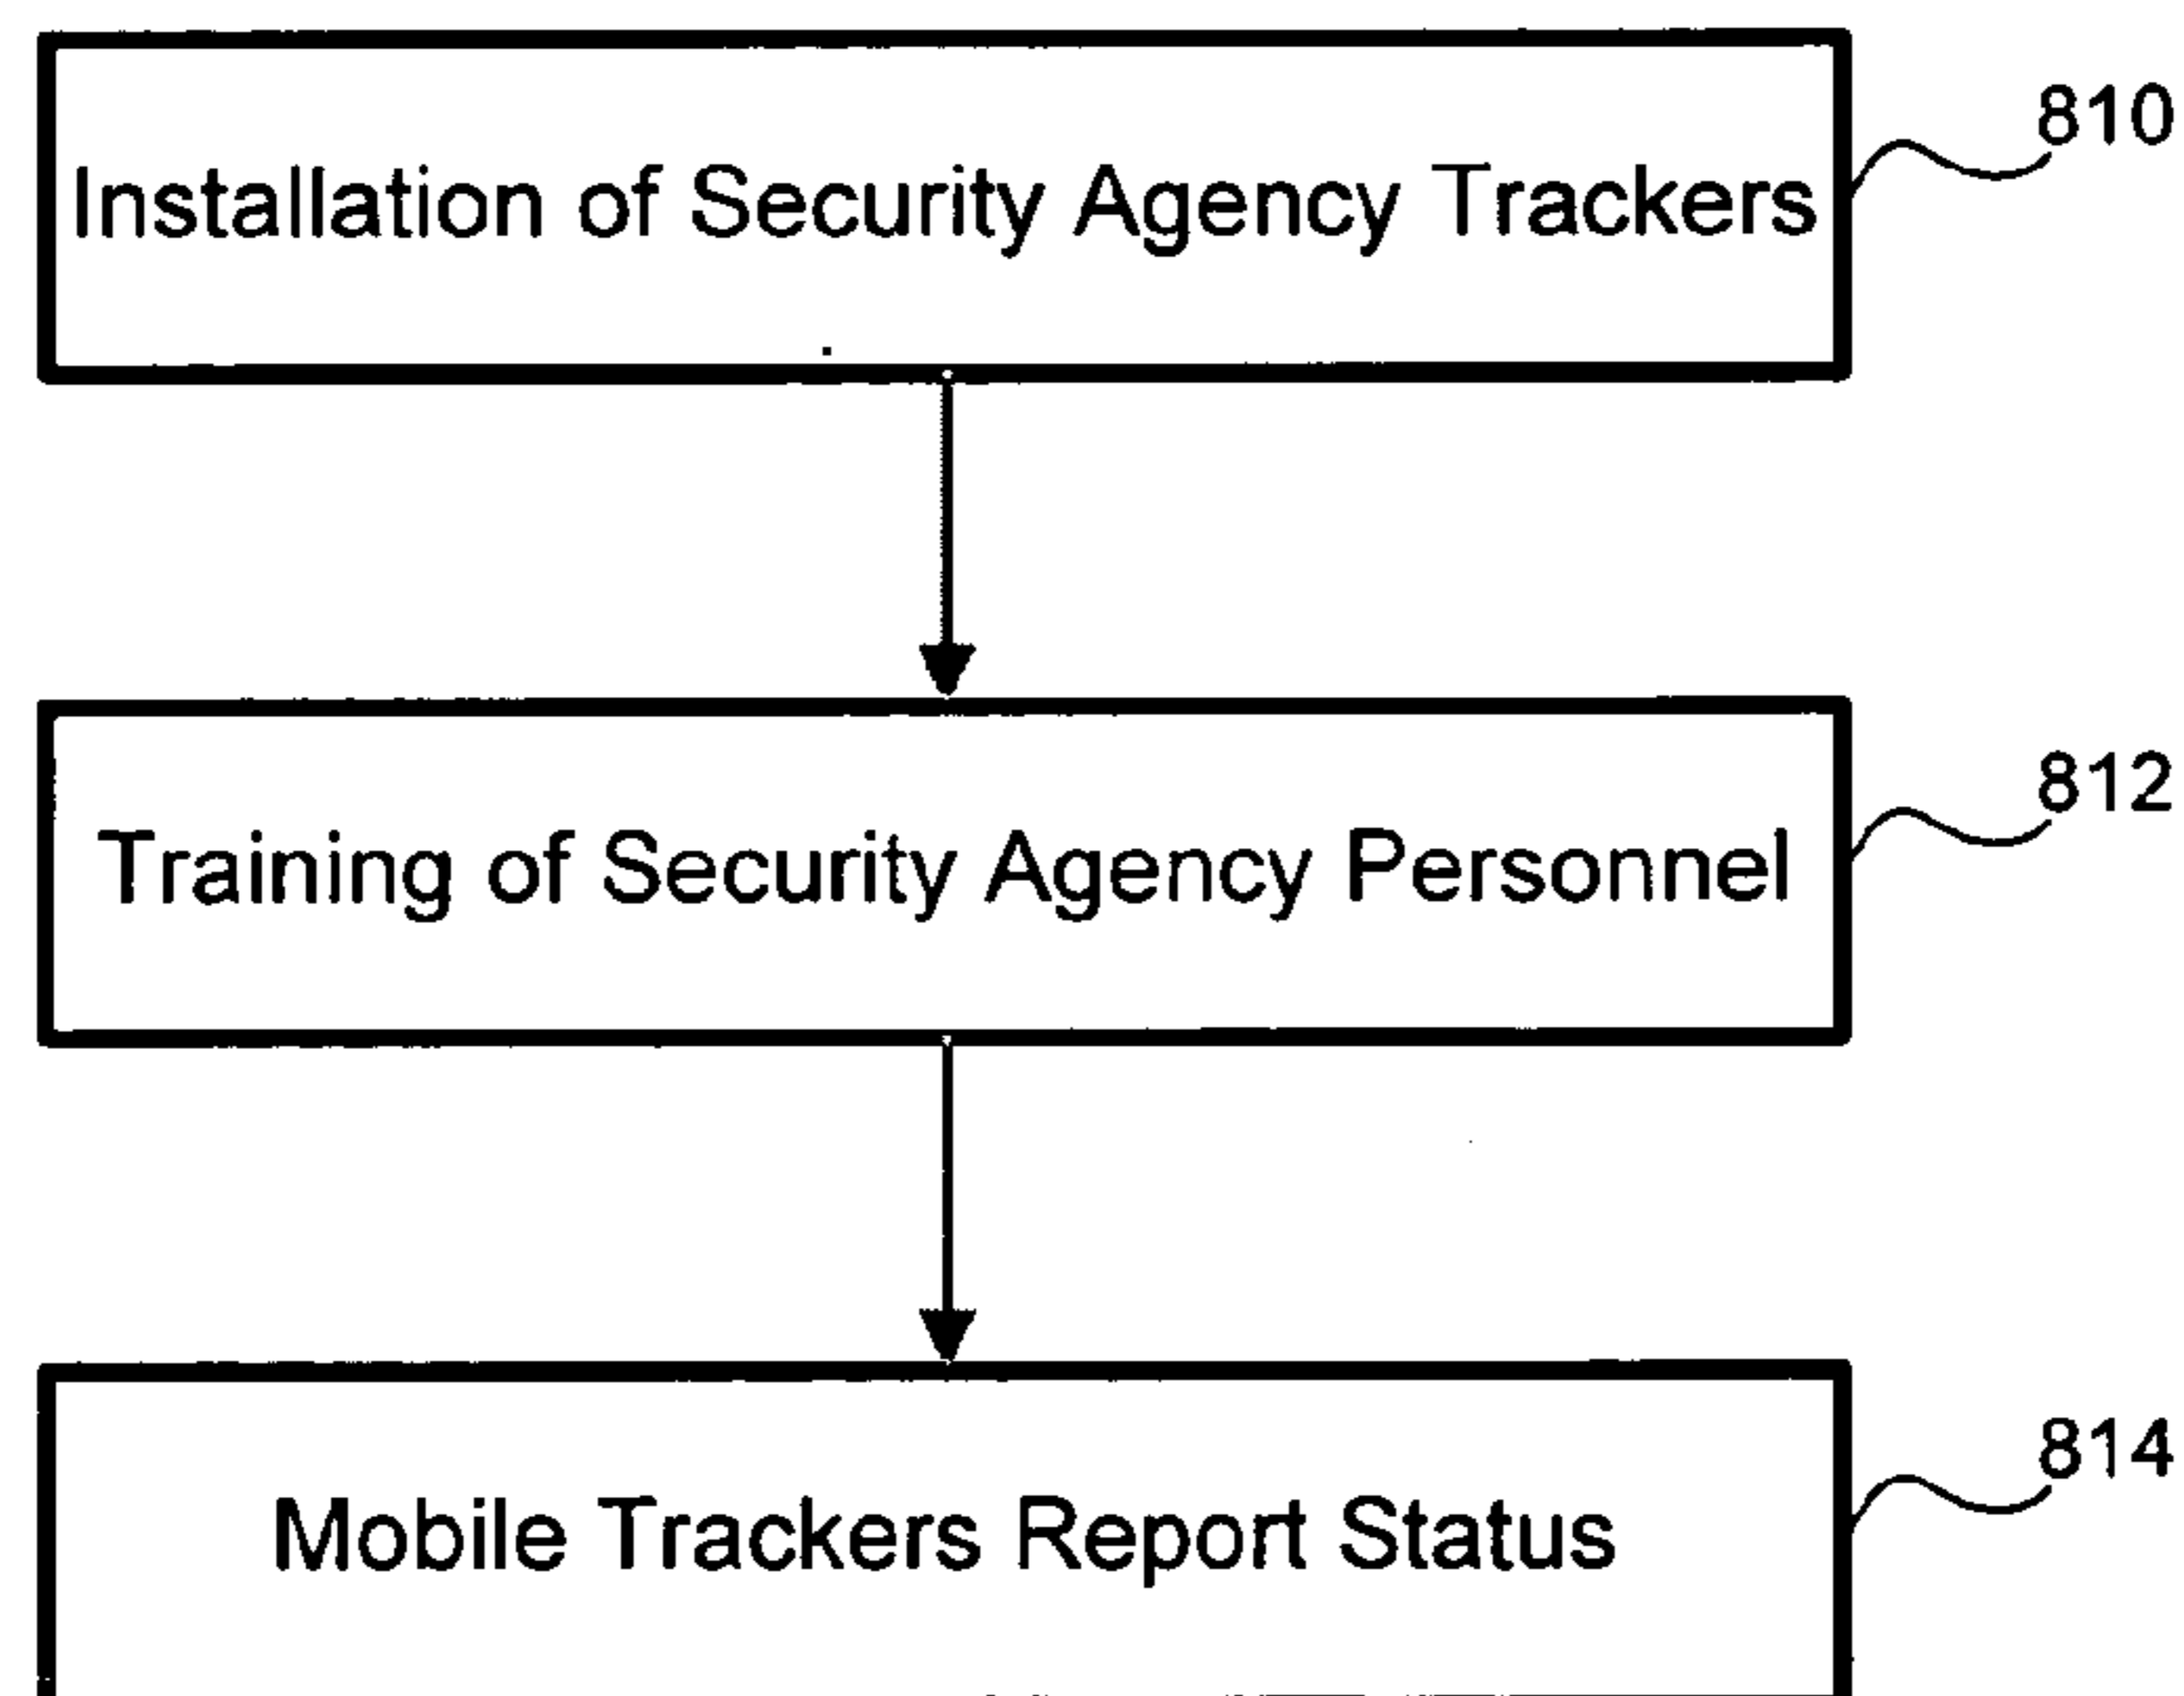 810
Installation of Security Agency Trackers
812
Training of Security Agency Personnel
814
Mobile Trackers Report Status